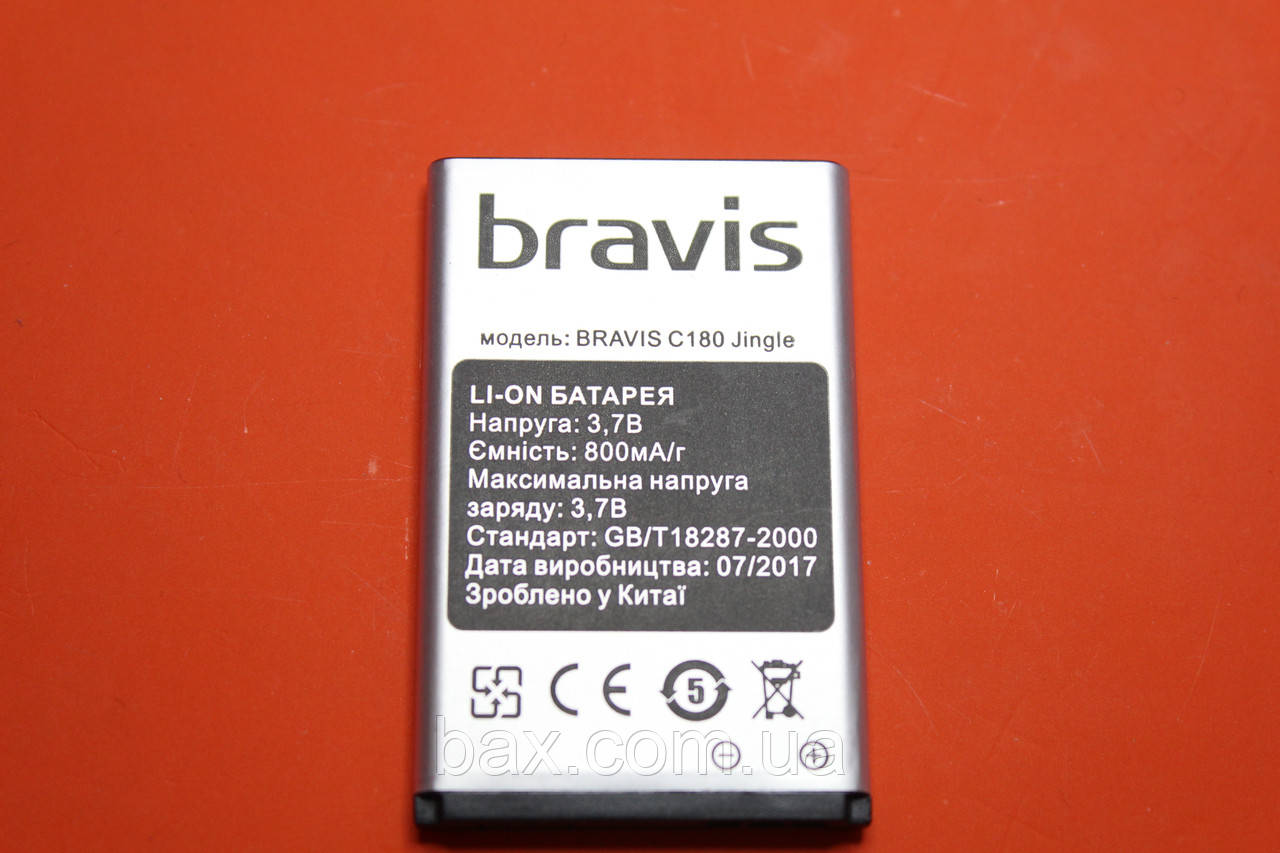 bravis
модель: BRAVIS C180 Jingle
LI-ON БАТАРЕЯ
Напруга: 3,7В
Ємність: 800мА/г
Максимальна напруга
заряду: 3,7В
Стандарт: GB/T18287-2000
Дата виробництва: 07/2017
Зроблено у Китаї
CE 5
bax.com.ua